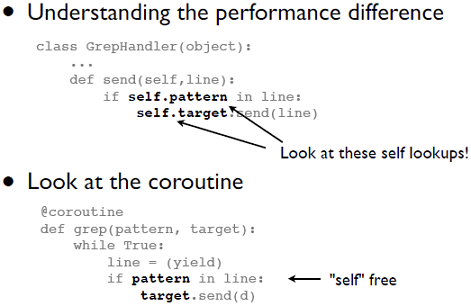 • Understanding the performance difference
class GrepHandler(object):
    ...
    def send(self,line):
        if self.pattern in line:
            self.target.send(line)
Look at these self lookups!
• Look at the coroutine
@coroutine
def grep(pattern, target):
    while True:
        line = (yield)
        if pattern in line:
            target.send(d)
"self" free